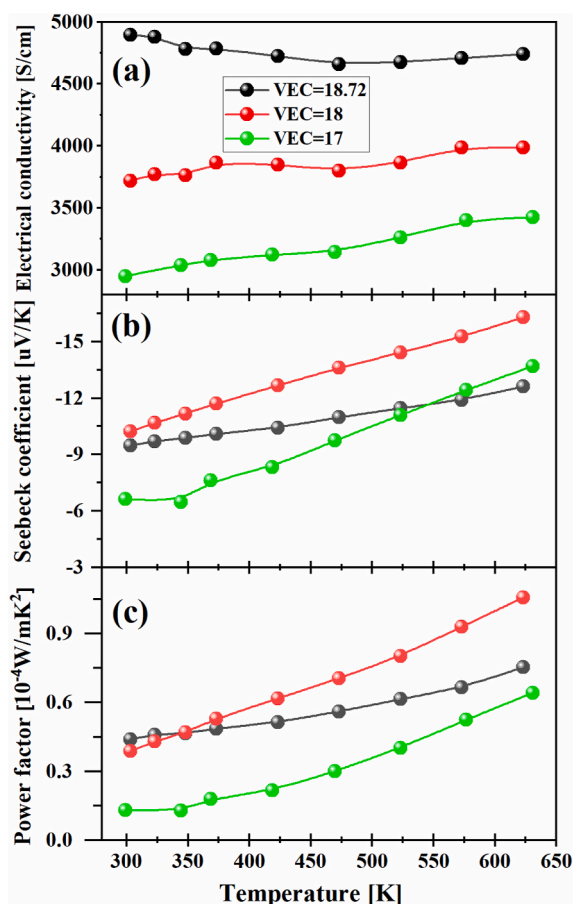 5000
4500
4000
3500
3000
Electrical conductivity [S/cm]
(a)
VEC=18.72
VEC=18
VEC=17
-15
-12
-9
-6
-3
Seebeck coefficient [uV/K]
(b)
0.9
0.6
0.3
0.0
Power factor [10⁻⁴W/mK²]
(c)
300 350 400 450 500 550 600 650
Temperature [K]